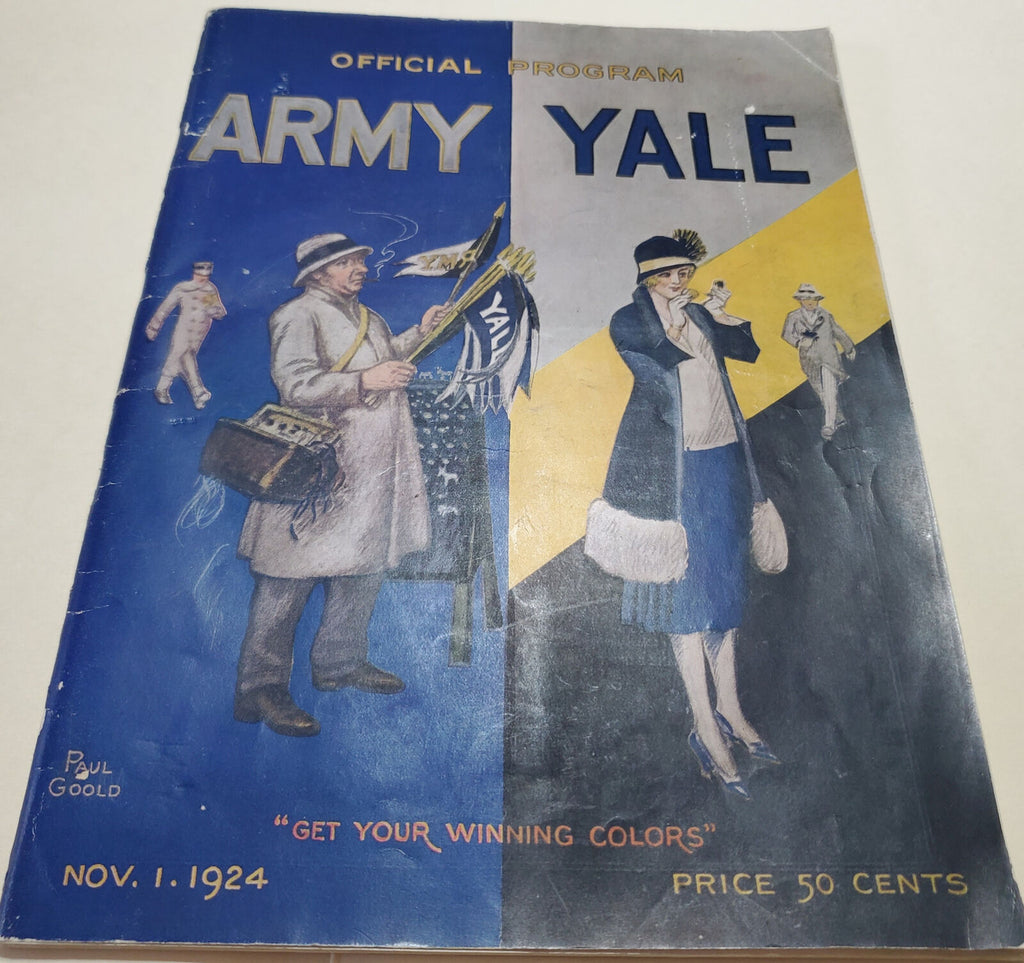 OFFICIAL PROGRAM
ARMY YALE
YALE
PAUL
GOOLD
"GET YOUR WINNING COLORS"
NOV. 1. 1924
PRICE 50 CENTS